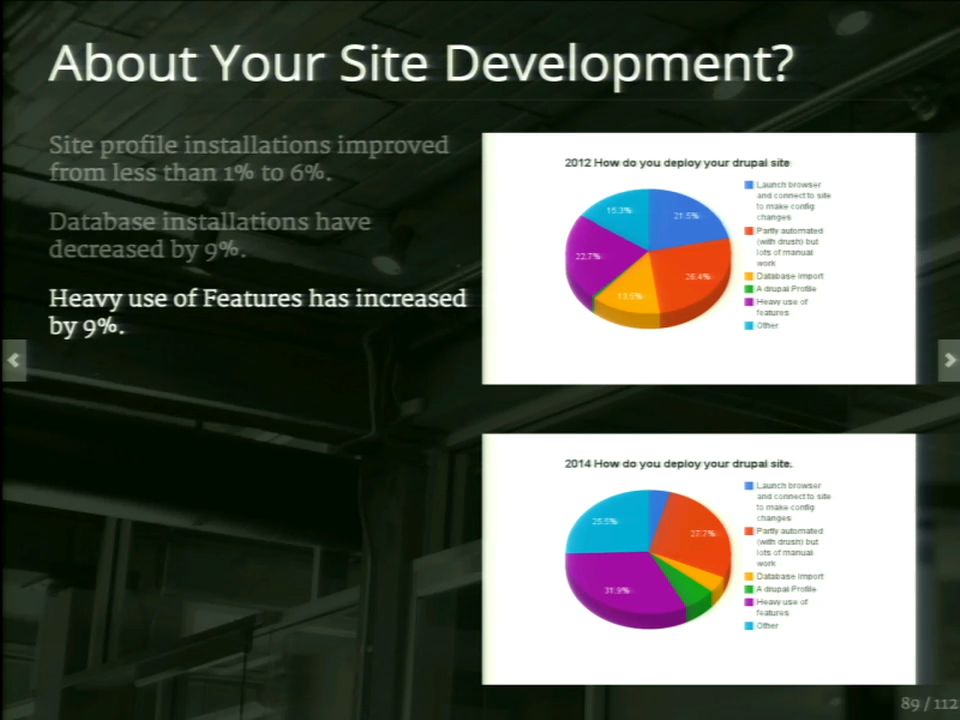 About Your Site Development?
Site profile installations improved
from less than 1% to 6%.
Database installations have
decreased by 9%.
Heavy use of Features has increased
by 9%.
2012 How do you deploy your drupal site
15.3%
21.5%
22.7%
26.4%
13.5%
Launch browser
and connect to site
to make config
changes
Partly automated
(with drush) but
lots of manual
work
Database import
A drupal Profile
Heavy use of
features
Other
2014 How do you deploy your drupal site.
25.5%
27.7%
31.9%
Launch browser
and connect to site
to make config
changes
Partly automated
(with drush) but
lots of manual
work
Database import
A drupal Profile
Heavy use of
features
Other
89 / 112